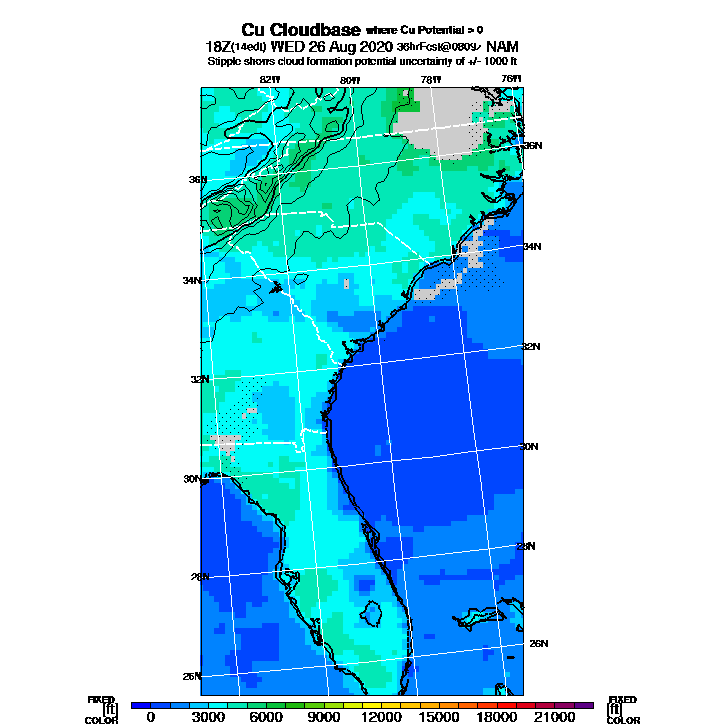 Cu Cloudbase where Cu Potential > 0
18Z(14edt) WED 26 Aug 2020 36hrFcst@0809z NAM
Stipple shows cloud formation potential uncertainty of +/- 1000 ft
82W 80W 78W 76W
36N
36N
34N
34N
32N
32N
30N
30N
28N
28N
26N
26N
FIXED FIXED
[ft] [ft]
COLOR COLOR
0 3000 6000 9000 12000 15000 18000 21000